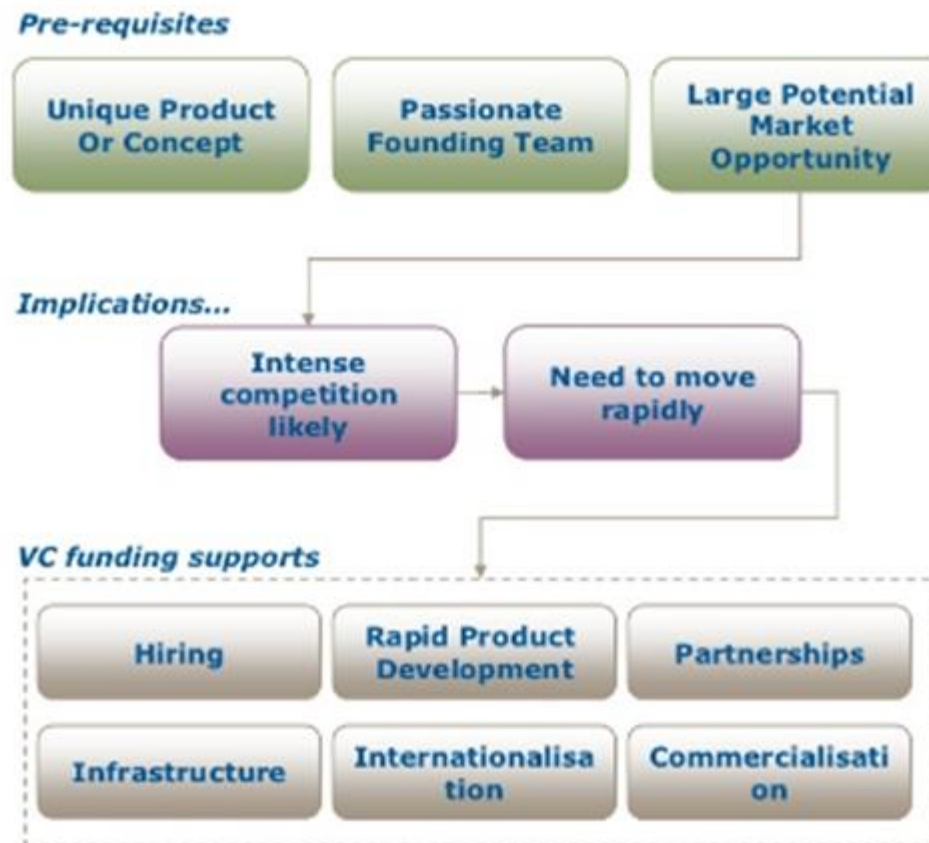 Pre-requisites
Unique Product
Or Concept
Passionate
Founding Team
Large Potential
Market
Opportunity
Implications...
Intense
competition
likely
Need to move
rapidly
VC funding supports
Hiring
Rapid Product
Development
Partnerships
Infrastructure
Internationalisa
tion
Commercialisati
on